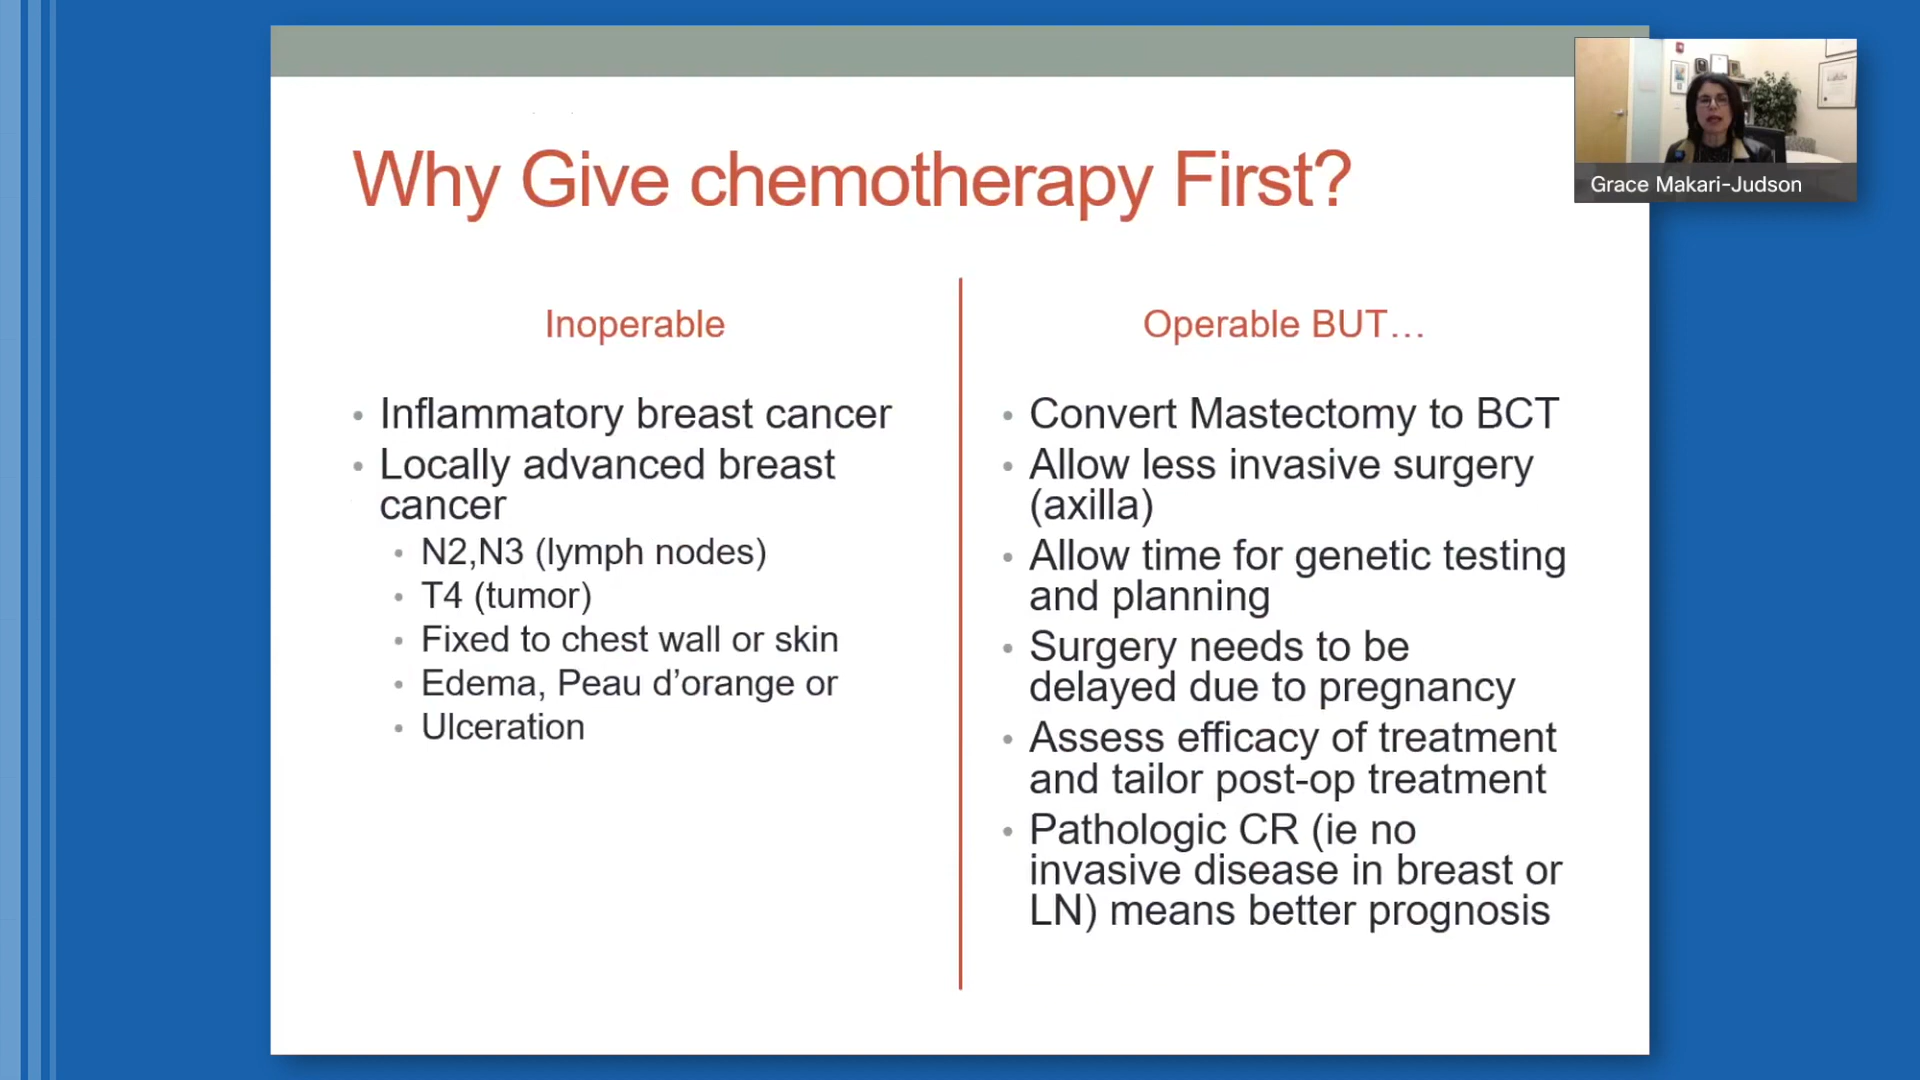 Why Give chemotherapy First?
Inoperable
• Inflammatory breast cancer
• Locally advanced breast
cancer
• N2,N3 (lymph nodes)
• T4 (tumor)
• Fixed to chest wall or skin
• Edema, Peau d’orange or
• Ulceration
Operable BUT…
• Convert Mastectomy to BCT
• Allow less invasive surgery
(axilla)
• Allow time for genetic testing
and planning
• Surgery needs to be
delayed due to pregnancy
• Assess efficacy of treatment
and tailor post-op treatment
• Pathologic CR (ie no
invasive disease in breast or
LN) means better prognosis
Grace Makari-Judson